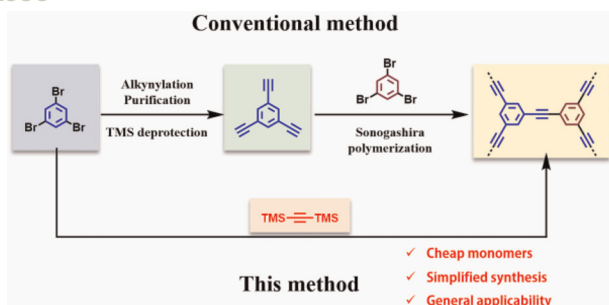 Conventional method
Br
Br
Br
Alkynylation
Purification
TMS deprotection
Br
Br
Br
Sonogashira
polymerization
TMS
TMS
This method
✓ Cheap monomers
✓ Simplified synthesis
✓ General applicability